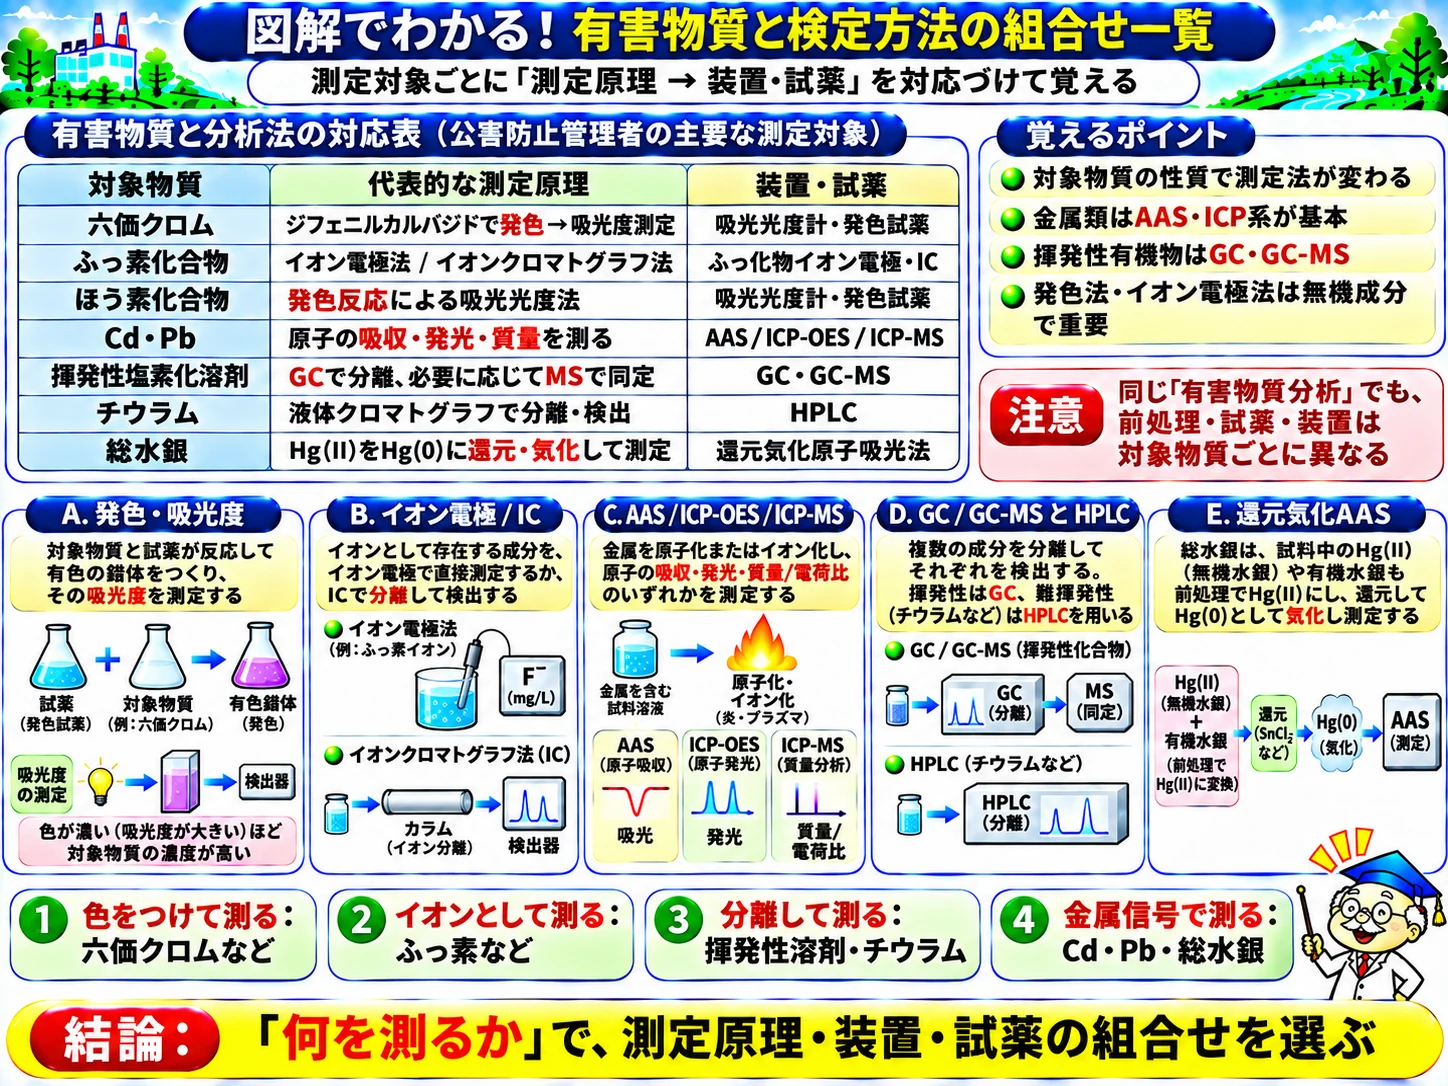 図解でわかる！有害物質と検定方法の組合せ一覧
測定対象ごとに「測定原理 → 装置・試薬」を対応づけて覚える
有害物質と分析法の対応表（公害防止管理者の主要な測定対象）
対象物質 代表的な測定原理 装置・試薬
六価クロム ジフェニルカルバジドで発色→吸光度測定 吸光光度計・発色試薬
ふっ素化合物 イオン電極法 / イオンクロマトグラフ法 ふっ化物イオン電極・IC
ほう素化合物 発色反応による吸光光度法 吸光光度計・発色試薬
Cd・Pb 原子の吸収・発光・質量を測る AAS / ICP-OES / ICP-MS
揮発性塩素化溶剤 GCで分離、必要に応じてMSで同定 GC・GC-MS
チウラム 液体クロマトグラフで分離・検出 HPLC
総水銀 Hg(II)をHg(0)に還元・気化して測定 還元気化原子吸光法
覚えるポイント
対象物質の性質で測定法が変わる
金属類はAAS・ICP系が基本
揮発性有機物はGC・GC-MS
発色法・イオン電極法は無機成分
で重要
注意
同じ「有害物質分析」でも、
前処理・試薬・装置は
対象物質ごとに異なる
A. 発色・吸光度
対象物質と試薬が反応して
有色の錯体をつくり、
その吸光度を測定する
試薬
（発色試薬）
対象物質
（例：六価クロム）
有色錯体
（発色）
吸光度
の測定
検出器
色が濃い（吸光度が大きい）ほど
対象物質の濃度が高い
B. イオン電極 / IC
イオンとして存在する成分を、
イオン電極で直接測定するか、
ICで分離して検出する
イオン電極法
（例：ふっ素イオン）
F⁻
(mg/L)
イオンクロマトグラフ法（IC）
カラム
（イオン分離）
検出器
C. AAS / ICP-OES / ICP-MS
金属を原子化またはイオン化し、
原子の吸収・発光・質量/電荷比
のいずれかを測定する
金属を含む
試料溶液
原子化・
イオン化
（炎・プラズマ）
AAS
（原子吸収）
吸光
ICP-OES
（原子発光）
発光
ICP-MS
（質量分析）
質量/
電荷比
D. GC / GC-MS と HPLC
複数の成分を分離して
それぞれを検出する。
揮発性はGC、難揮発性
（チウラムなど）はHPLCを用いる
GC / GC-MS（揮発性化合物）
GC
（分離）
MS
（同定）
HPLC（チウラムなど）
HPLC
（分離）
E. 還元気化AAS
総水銀は、試料中のHg(II)
（無機水銀）や有機水銀も
前処理でHg(II)にし、還元して
Hg(0)として気化し測定する
Hg(II)
（無機水銀）
＋
有機水銀
（前処理で
Hg(II)に変換）
還元
（SnCl₂
など）
Hg(0)
（気化）
AAS
（測定）
1 色をつけて測る：
六価クロムなど
2 イオンとして測る：
ふっ素など
3 分離して測る：
揮発性溶剤・チウラム
4 金属信号で測る：
Cd・Pb・総水銀
結論： 「何を測るか」で、測定原理・装置・試薬の組合せを選ぶ